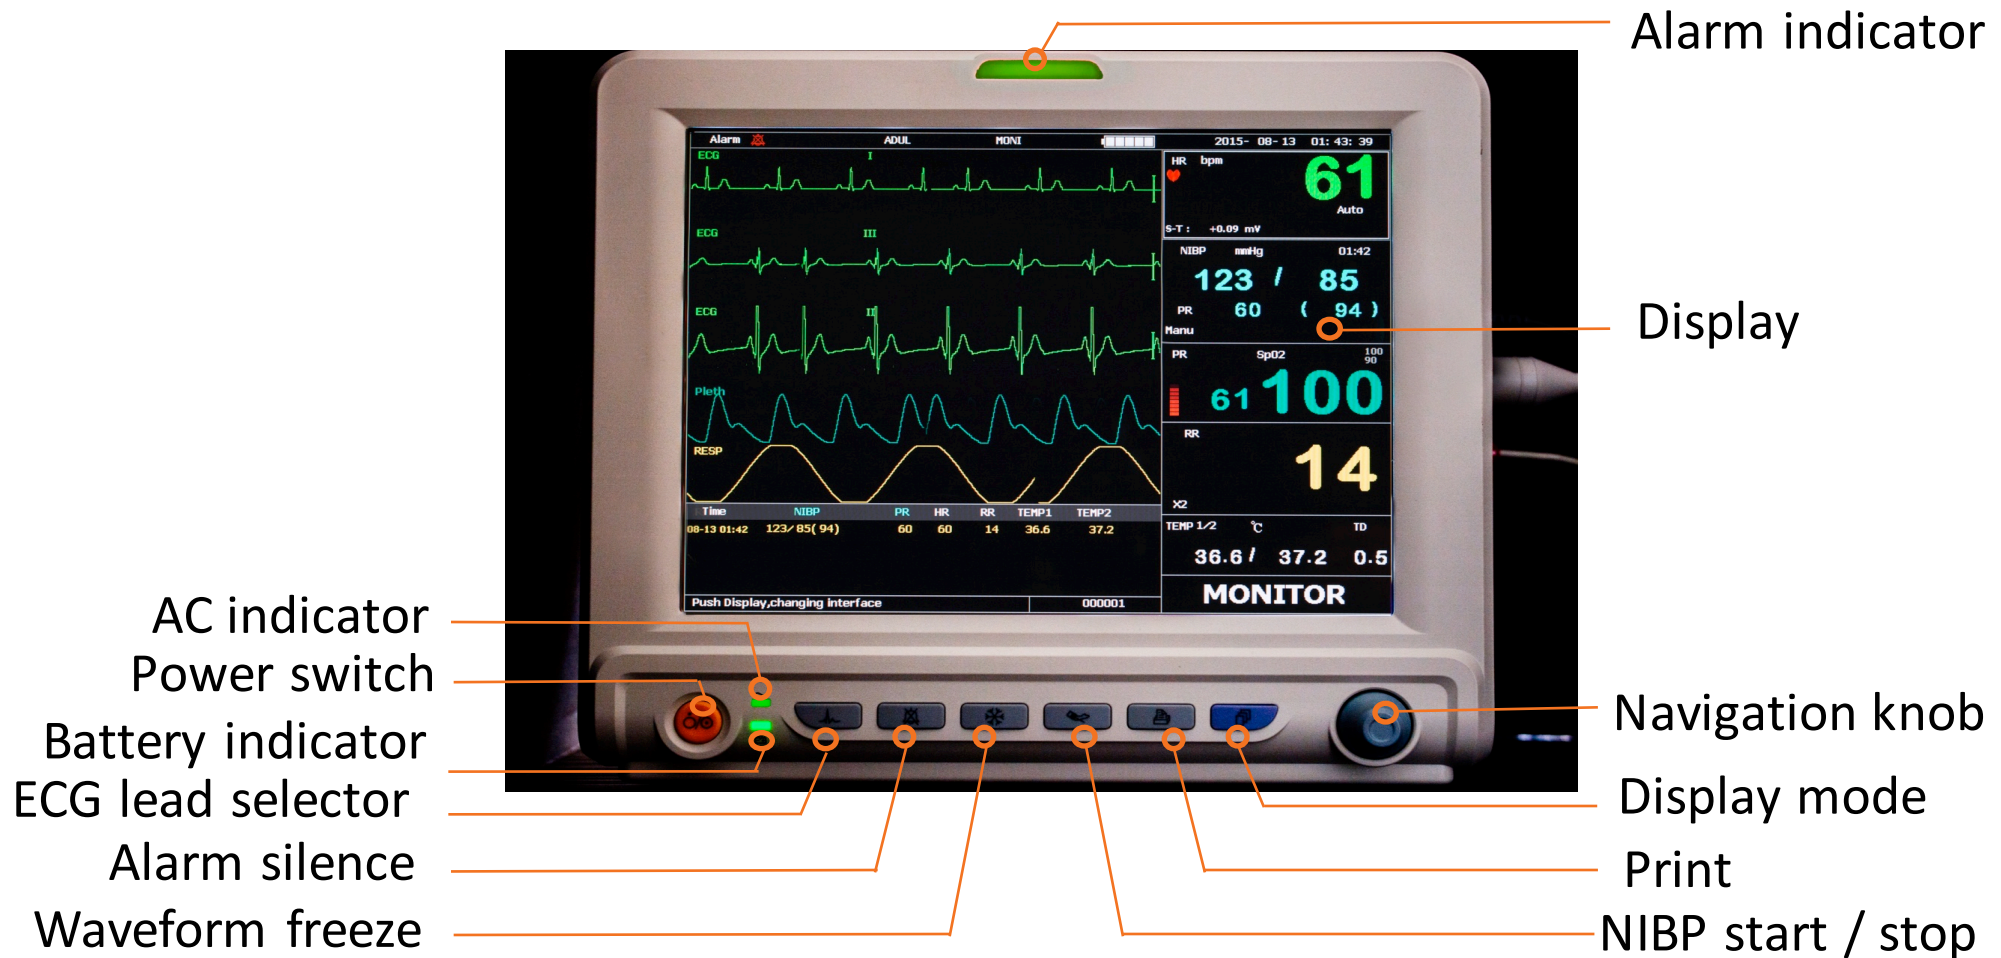 Alarm indicator
Alarm ADUL MONI 2015- 08- 13 01: 43: 39
ECG I
HR bpm
61
Auto
S-T : +0.09 mV
ECG III
NIBP mmHg 01:42
123 / 85
PR 60 ( 94 )
Manu
Display
ECG II
PR SpO2 100
90
61 100
Pleth
RR
14
X2
RESP
Time NIBP PR HR RR TEMP1 TEMP2
08-13 01:42 123/ 85( 94) 60 60 14 36.6 37.2
TEMP 1/2 ℃ TD
36.6 / 37.2 0.5
MONITOR
Push Display,changing interface 000001
AC indicator
Power switch
Battery indicator
ECG lead selector
Alarm silence
Waveform freeze
Navigation knob
Display mode
Print
NIBP start / stop